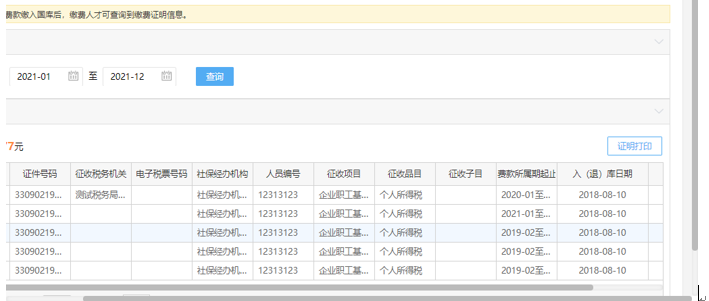 费款缴入国库后，缴费人才可查询到缴费证明信息。
2021-01 至 2021-12 查询
77元 证明打印
证件号码 征收税务机关 电子税票号码 社保经办机构 人员编号 征收项目 征收品目 征收子目 费款所属期起止 入（退）库日期
33090219... 测试税务局... 社保经办机... 12313123 企业职工基... 个人所得税 2020-01至... 2018-08-10
33090219... 社保经办机... 12313123 企业职工基... 个人所得税 2021-01至... 2018-08-10
33090219... 社保经办机... 12313123 企业职工基... 个人所得税 2019-02至... 2018-08-10
33090219... 社保经办机... 12313123 企业职工基... 个人所得税 2019-02至... 2018-08-10
33090219... 社保经办机... 12313123 企业职工基... 个人所得税 2019-02至... 2018-08-10